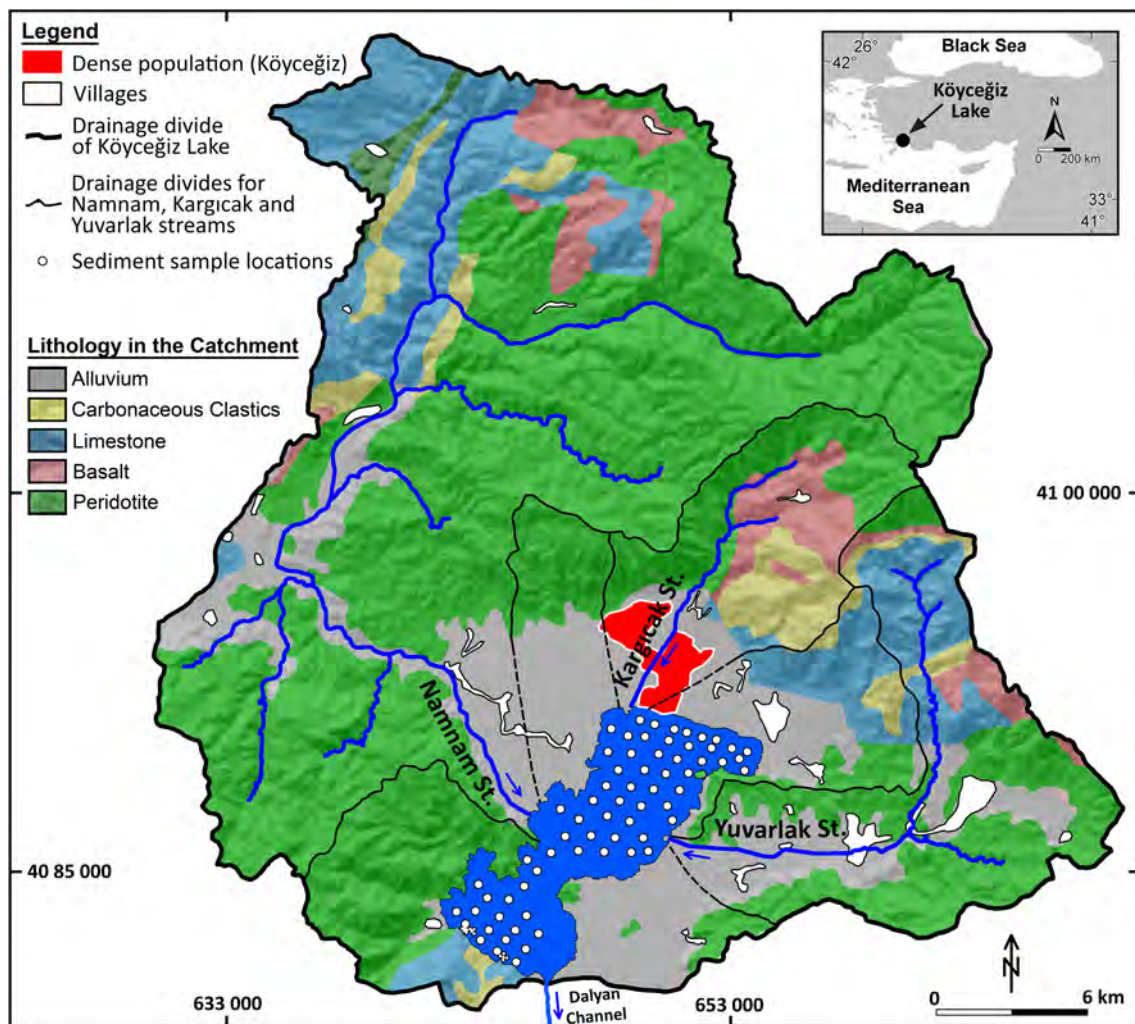 Legend
Dense population (Köyceğiz)
Villages
Drainage divide
of Köyceğiz Lake
Drainage divides for
Namnam, Kargıcak and
Yuvarlak streams
Sediment sample locations
Lithology in the Catchment
Alluvium
Carbonaceous Clastics
Limestone
Basalt
Peridotite
26°
42°
Black Sea
Köyceğiz
Lake
N
0 200 km
Mediterranean
Sea
33°
41°
41 00 000
Kargıcak St.
Namnam St.
Yuvarlak St.
40 85 000
633 000
Dalyan
Channel
653 000
N
0 6 km